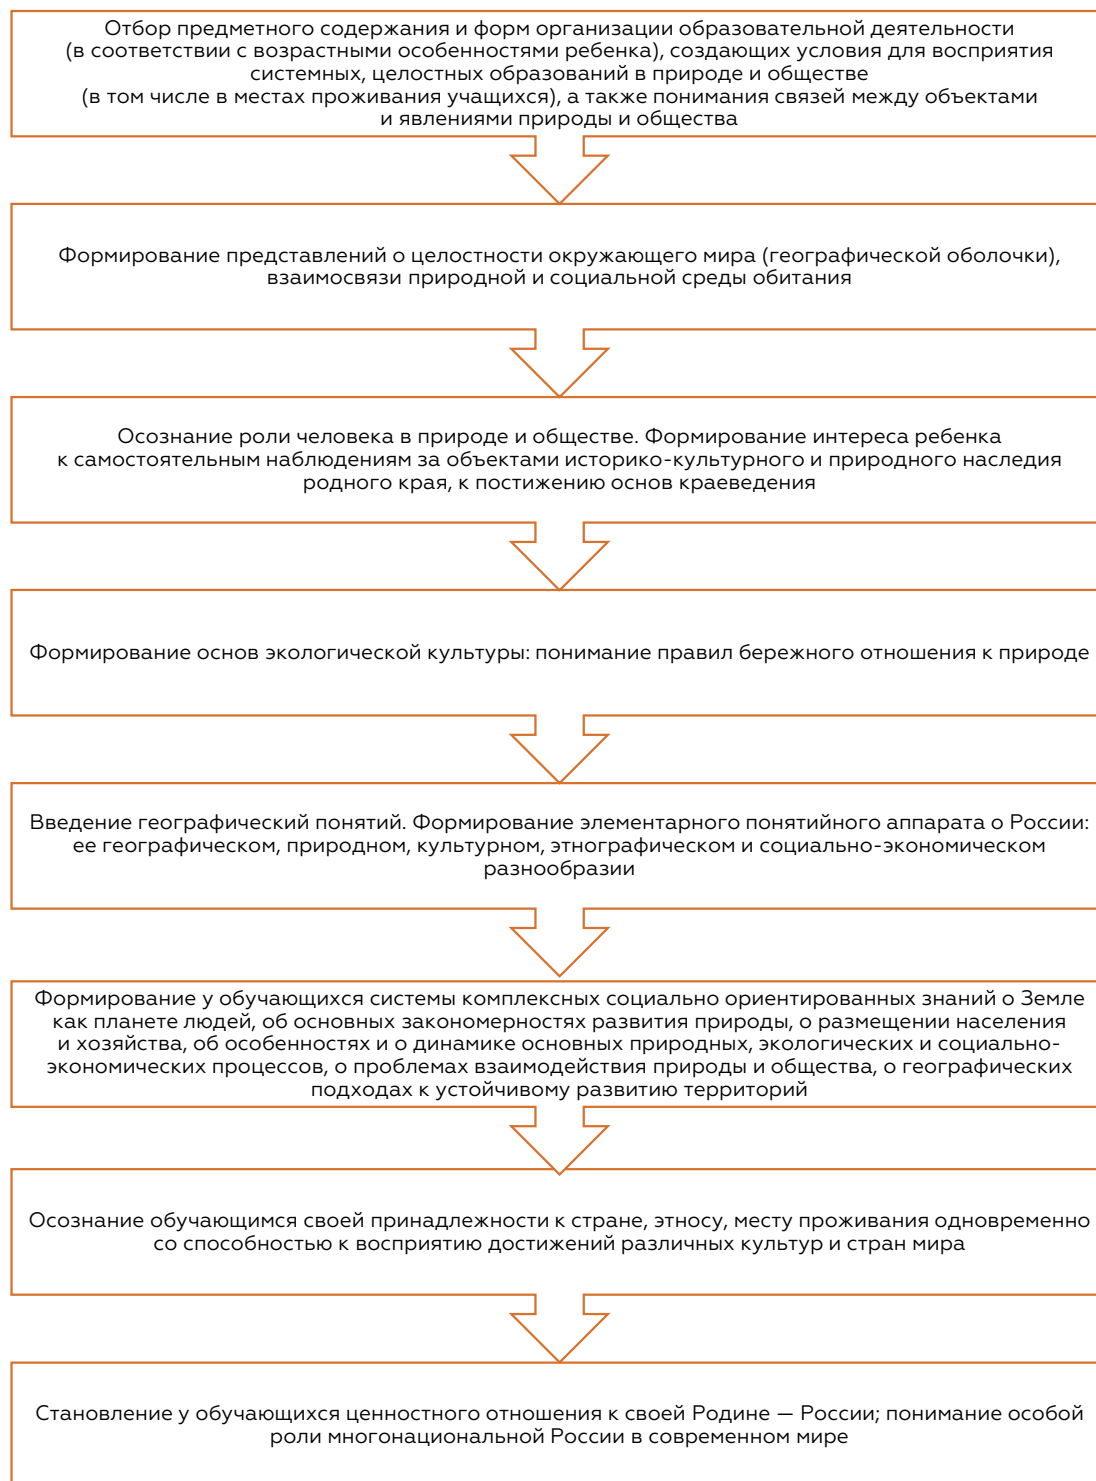 Отбор предметного содержания и форм организации образовательной деятельности
(в соответствии с возрастными особенностями ребенка), создающих условия для восприятия
системных, целостных образований в природе и обществе
(в том числе в местах проживания учащихся), а также понимания связей между объектами
и явлениями природы и общества
Формирование представлений о целостности окружающего мира (географической оболочки),
взаимосвязи природной и социальной среды обитания
Осознание роли человека в природе и обществе. Формирование интереса ребенка
к самостоятельным наблюдениям за объектами историко-культурного и природного наследия
родного края, к постижению основ краеведения
Формирование основ экологической культуры: понимание правил бережного отношения к природе
Введение географический понятий. Формирование элементарного понятийного аппарата о России:
ее географическом, природном, культурном, этнографическом и социально-экономическом
разнообразии
Формирование у обучающихся системы комплексных социально ориентированных знаний о Земле
как планете людей, об основных закономерностях развития природы, о размещении населения
и хозяйства, об особенностях и о динамике основных природных, экологических и социально-
экономических процессов, о проблемах взаимодействия природы и общества, о географических
подходах к устойчивому развитию территорий
Осознание обучающимся своей принадлежности к стране, этносу, месту проживания одновременно
со способностью к восприятию достижений различных культур и стран мира
Становление у обучающихся ценностного отношения к своей Родине — России; понимание особой
роли многонациональной России в современном мире